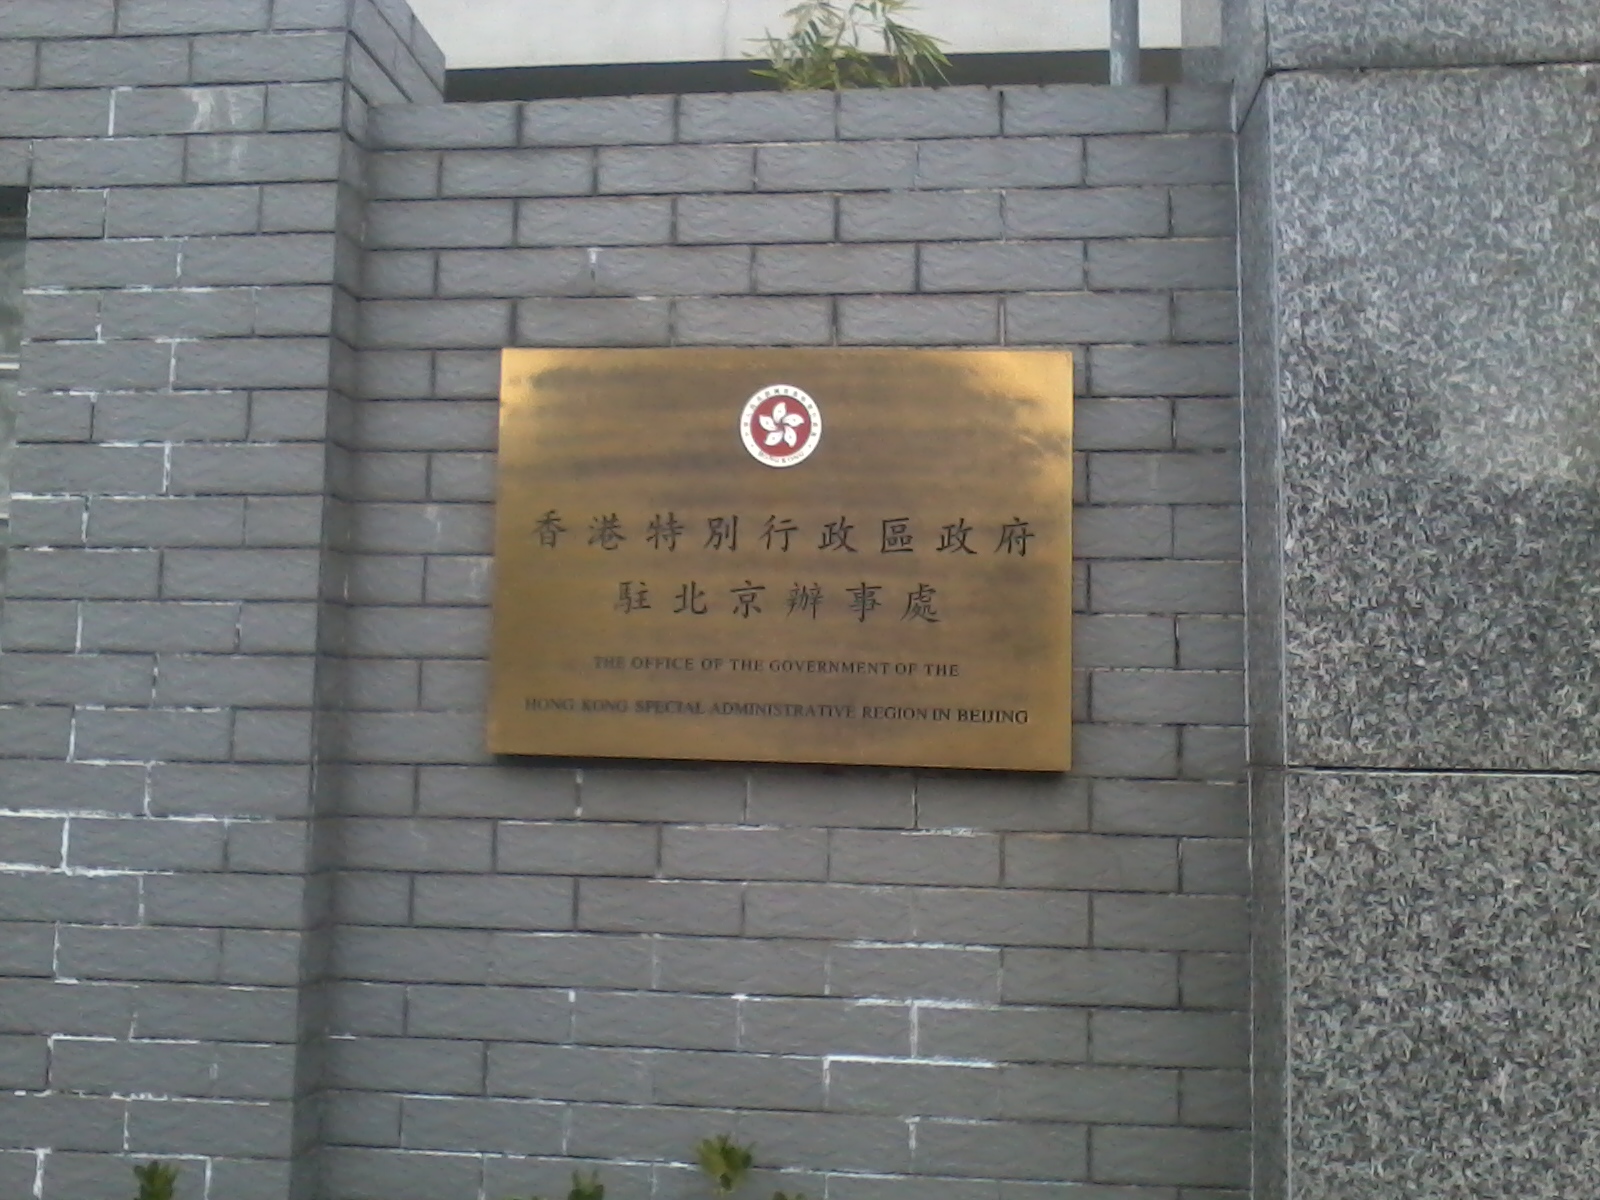 香港特別行政區政府
駐北京辦事處
THE OFFICE OF THE GOVERNMENT OF THE
HONG KONG SPECIAL ADMINISTRATIVE REGION IN BEIJING